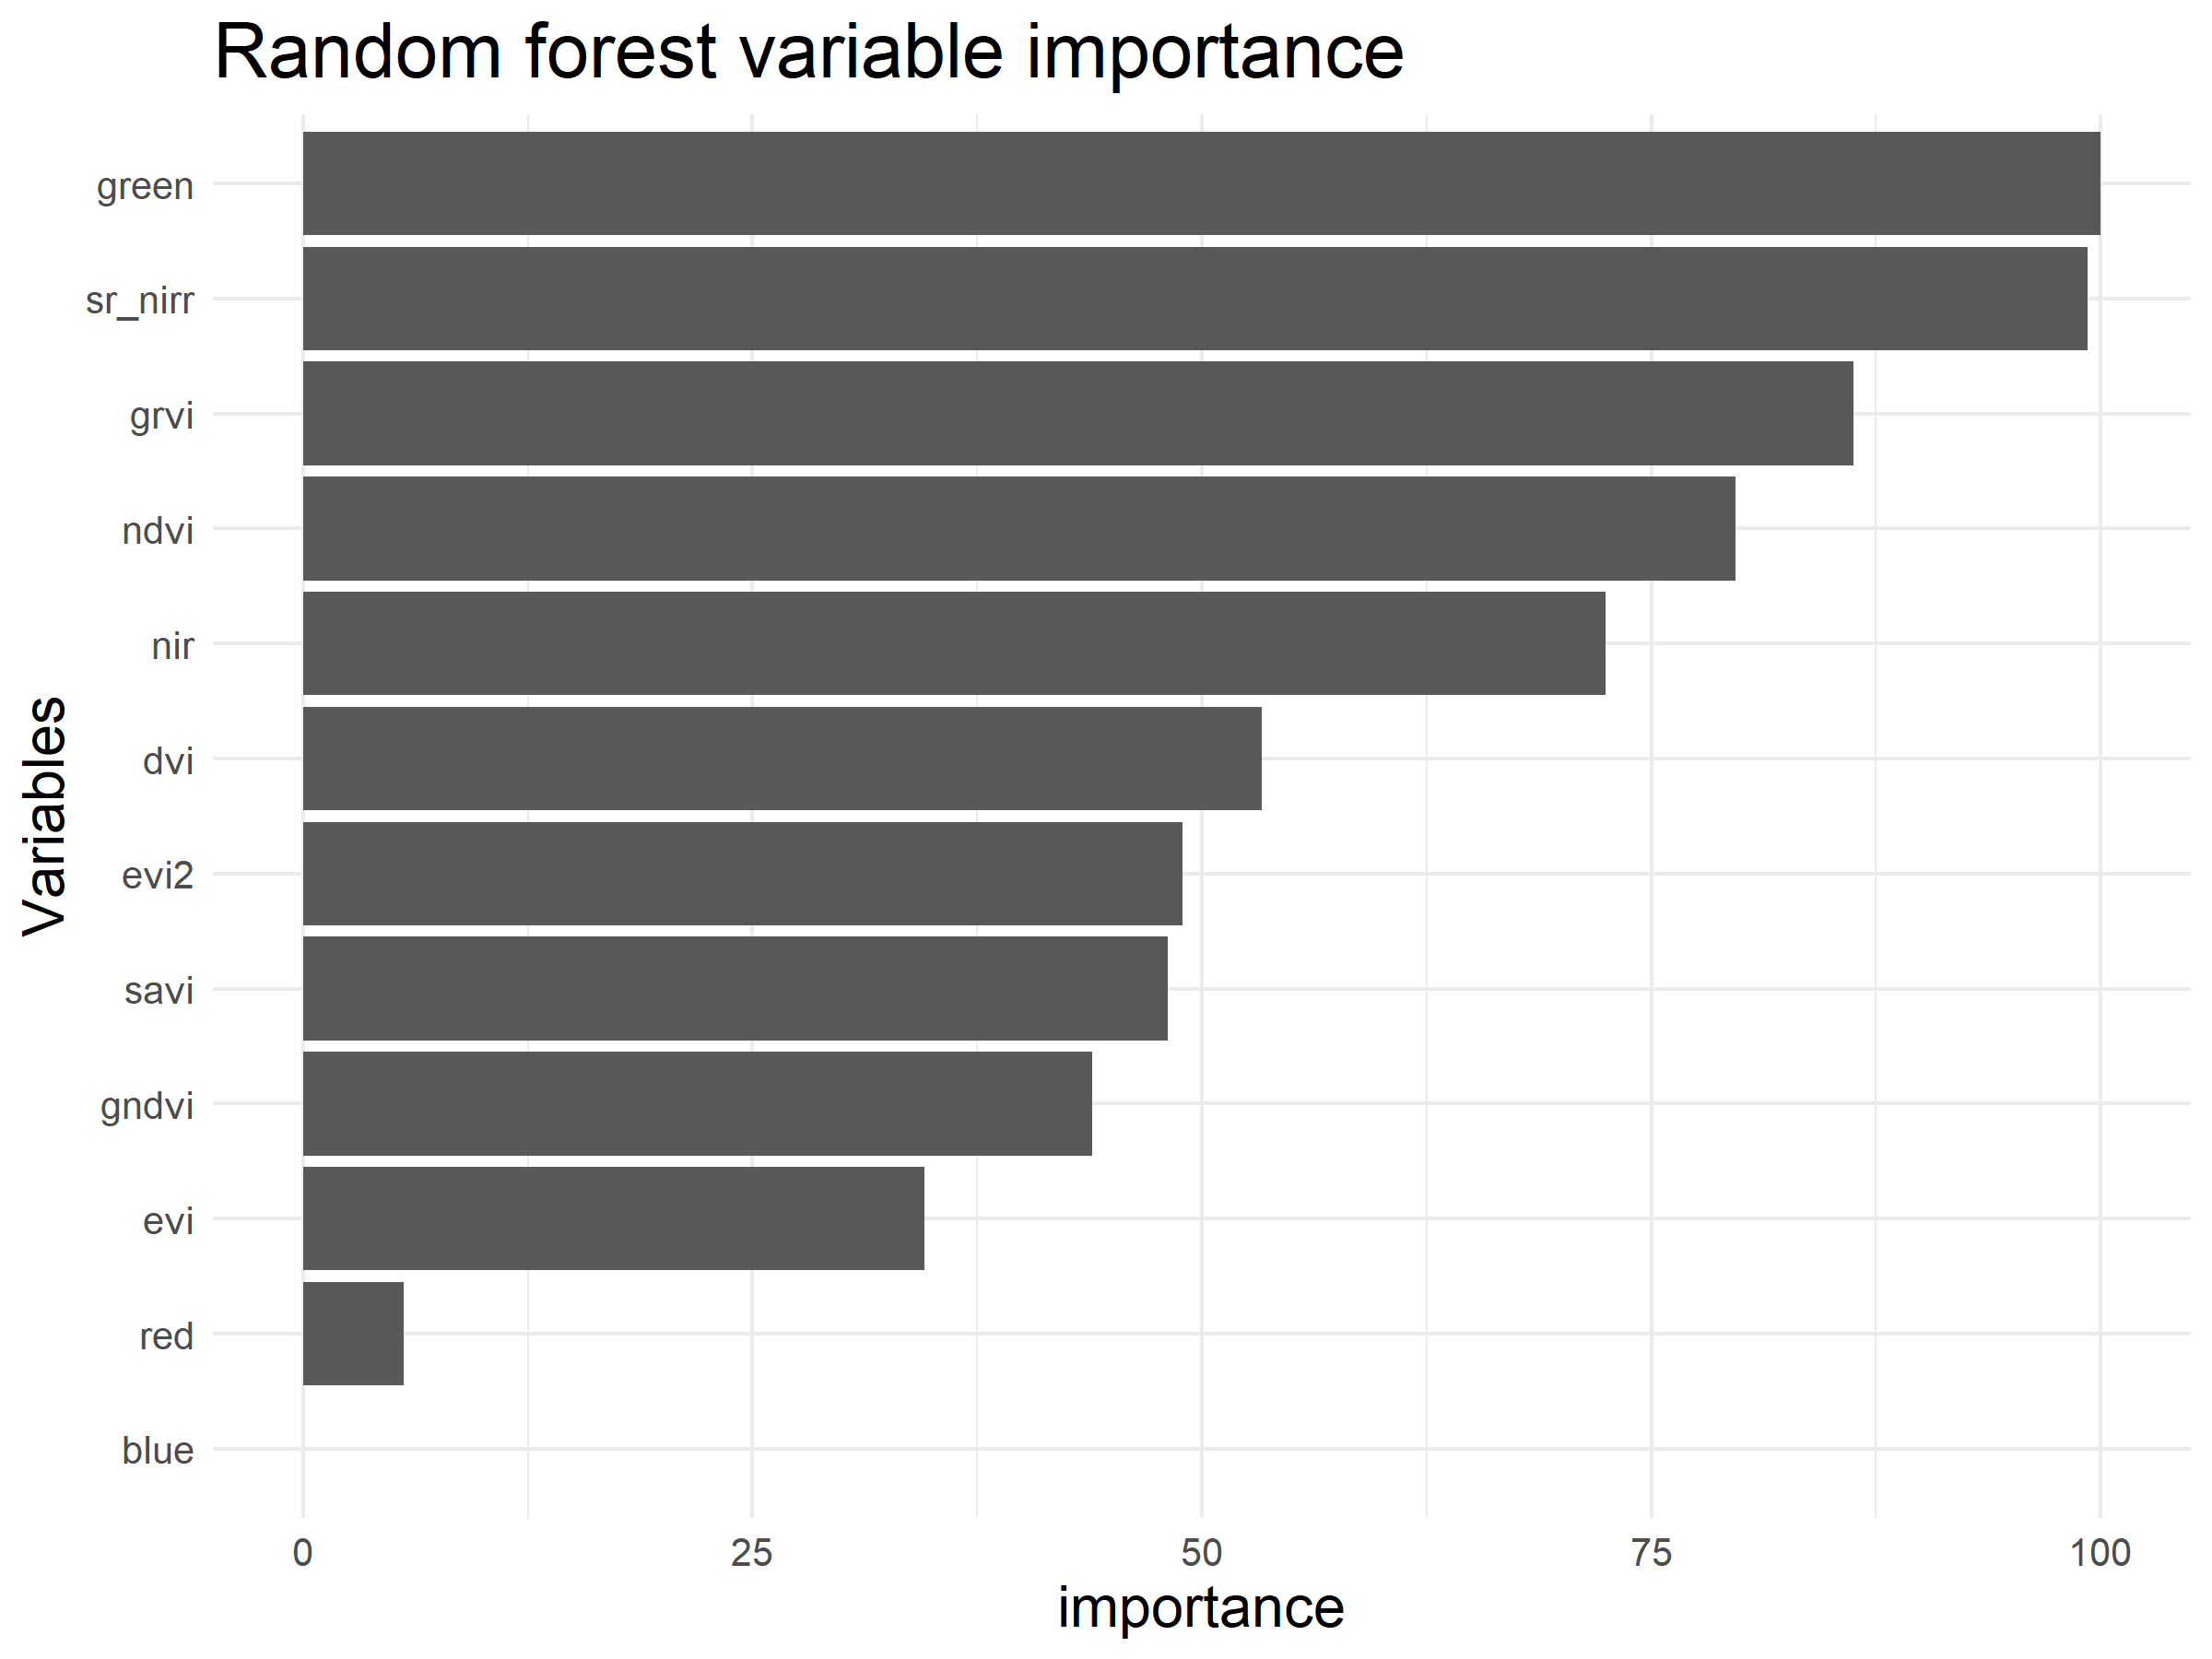 Random forest variable importance
green
sr_nirr
grvi
ndvi
nir
dvi
evi2
savi
gndvi
evi
red
blue
Variables
0 25 50 75 100
importance